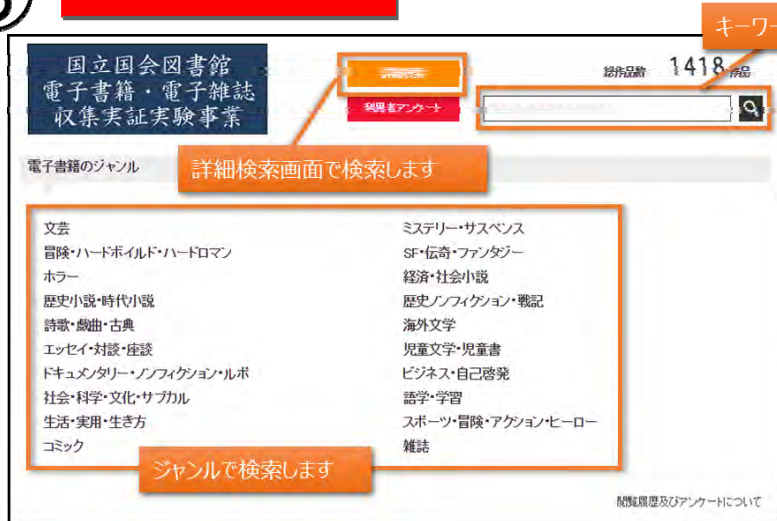 キーワー
国立国会図書館
電子書籍・電子雑誌
収集実証実験事業
総作品数 1418 作品
利用者アンケート
詳細検索画面で検索します
電子書籍のジャンル
文芸
ミステリー・サスペンス
冒険・ハードボイルド・ハードロマン
SF・伝奇・ファンタジー
ホラー
経済・社会小説
歴史小説・時代小説
歴史ノンフィクション・戦記
詩歌・戯曲・古典
海外文学
エッセイ・対談・座談
児童文学・児童書
ドキュメンタリー・ノンフィクション・ルポ
ビジネス・自己啓発
社会・科学・文化・サブカル
語学・学習
生活・実用・生き方
スポーツ・冒険・アクション・ヒーロー
コミック
雑誌
ジャンルで検索します
閲覧履歴及びアンケートについて